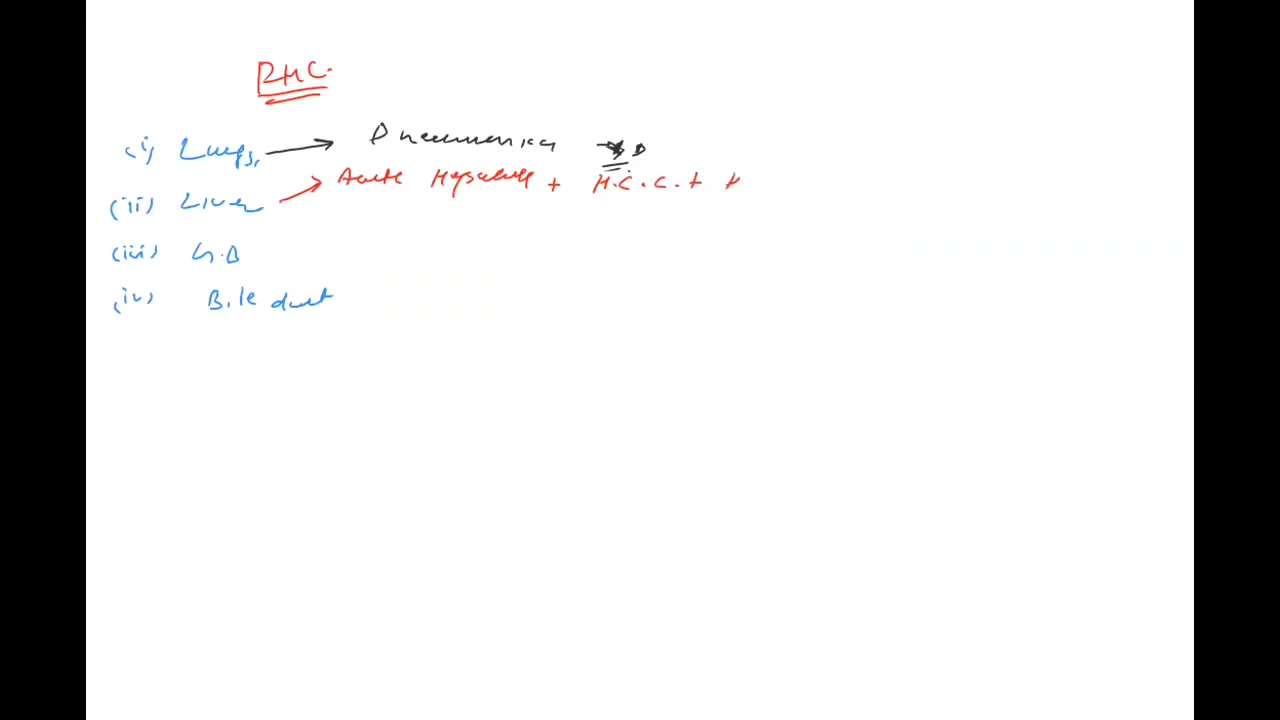 RHC.
(i) Lungs, → Pneumonia →
(ii) Liver → Acute Hepatitis + H.C.C. + +
(iii) G.B
(iv) Bile duct